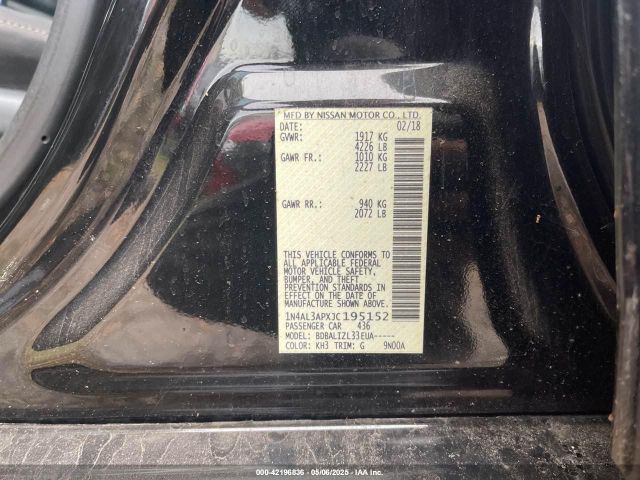 MFD BY NISSAN MOTOR CO., LTD.
DATE: 02/18
GVWR: 1917 KG
4226 LB
GAWR FR.: 1010 KG
2227 LB
GAWR RR.: 940 KG
2072 LB
THIS VEHICLE CONFORMS TO
ALL APPLICABLE FEDERAL
MOTOR VEHICLE SAFETY,
BUMPER, AND THEFT
PREVENTION STANDARDS
IN EFFECT ON THE DATE OF
MANUFACTURE SHOWN ABOVE.
1N4AL3APXJC195152
PASSENGER CAR 436
MODEL: BDBALIZL33EUA-----
COLOR: KH3 TRIM: G 9N00A
000-42196836 - 05/06/2025 - IAA Inc.